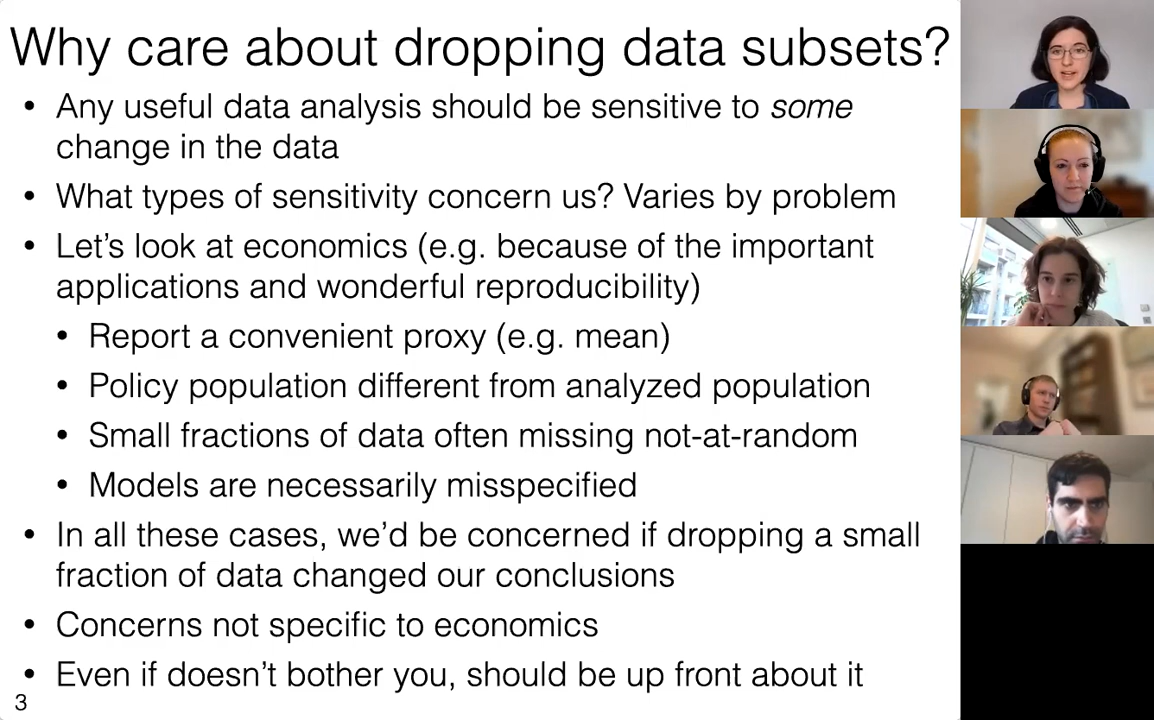 Why care about dropping data subsets?
• Any useful data analysis should be sensitive to some
change in the data
• What types of sensitivity concern us? Varies by problem
• Let’s look at economics (e.g. because of the important
applications and wonderful reproducibility)
• Report a convenient proxy (e.g. mean)
• Policy population different from analyzed population
• Small fractions of data often missing not-at-random
• Models are necessarily misspecified
• In all these cases, we’d be concerned if dropping a small
fraction of data changed our conclusions
• Concerns not specific to economics
• Even if doesn’t bother you, should be up front about it
3